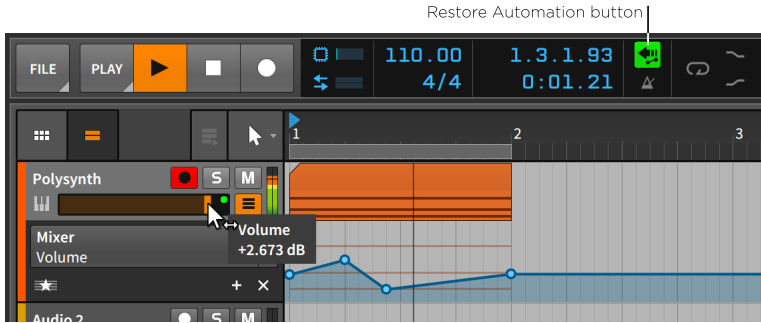 Restore Automation button
FILE
PLAY
110.00
4/4
1.3.1.93
0:01.21
1
2
3
Polysynth
S
M
Volume
+2.673 dB
Mixer
Volume
Audio 2
S
M